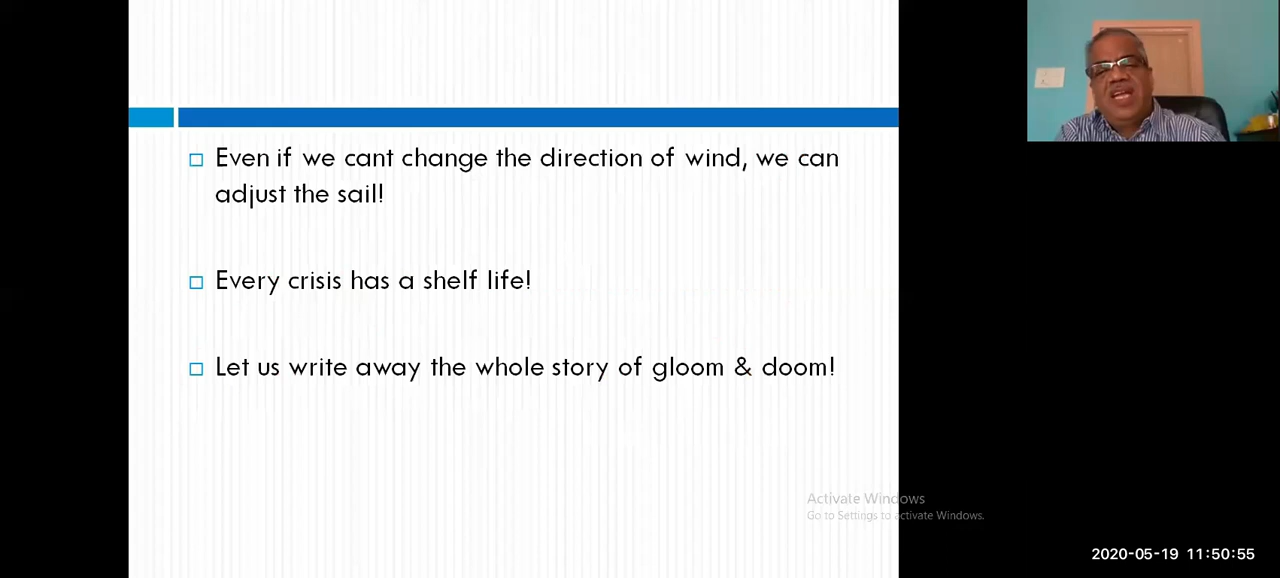 Even if we cant change the direction of wind, we can
adjust the sail!
Every crisis has a shelf life!
Let us write away the whole story of gloom & doom!
Activate Windows
Go to Settings to activate Windows.
2020-05-19 11:50:55